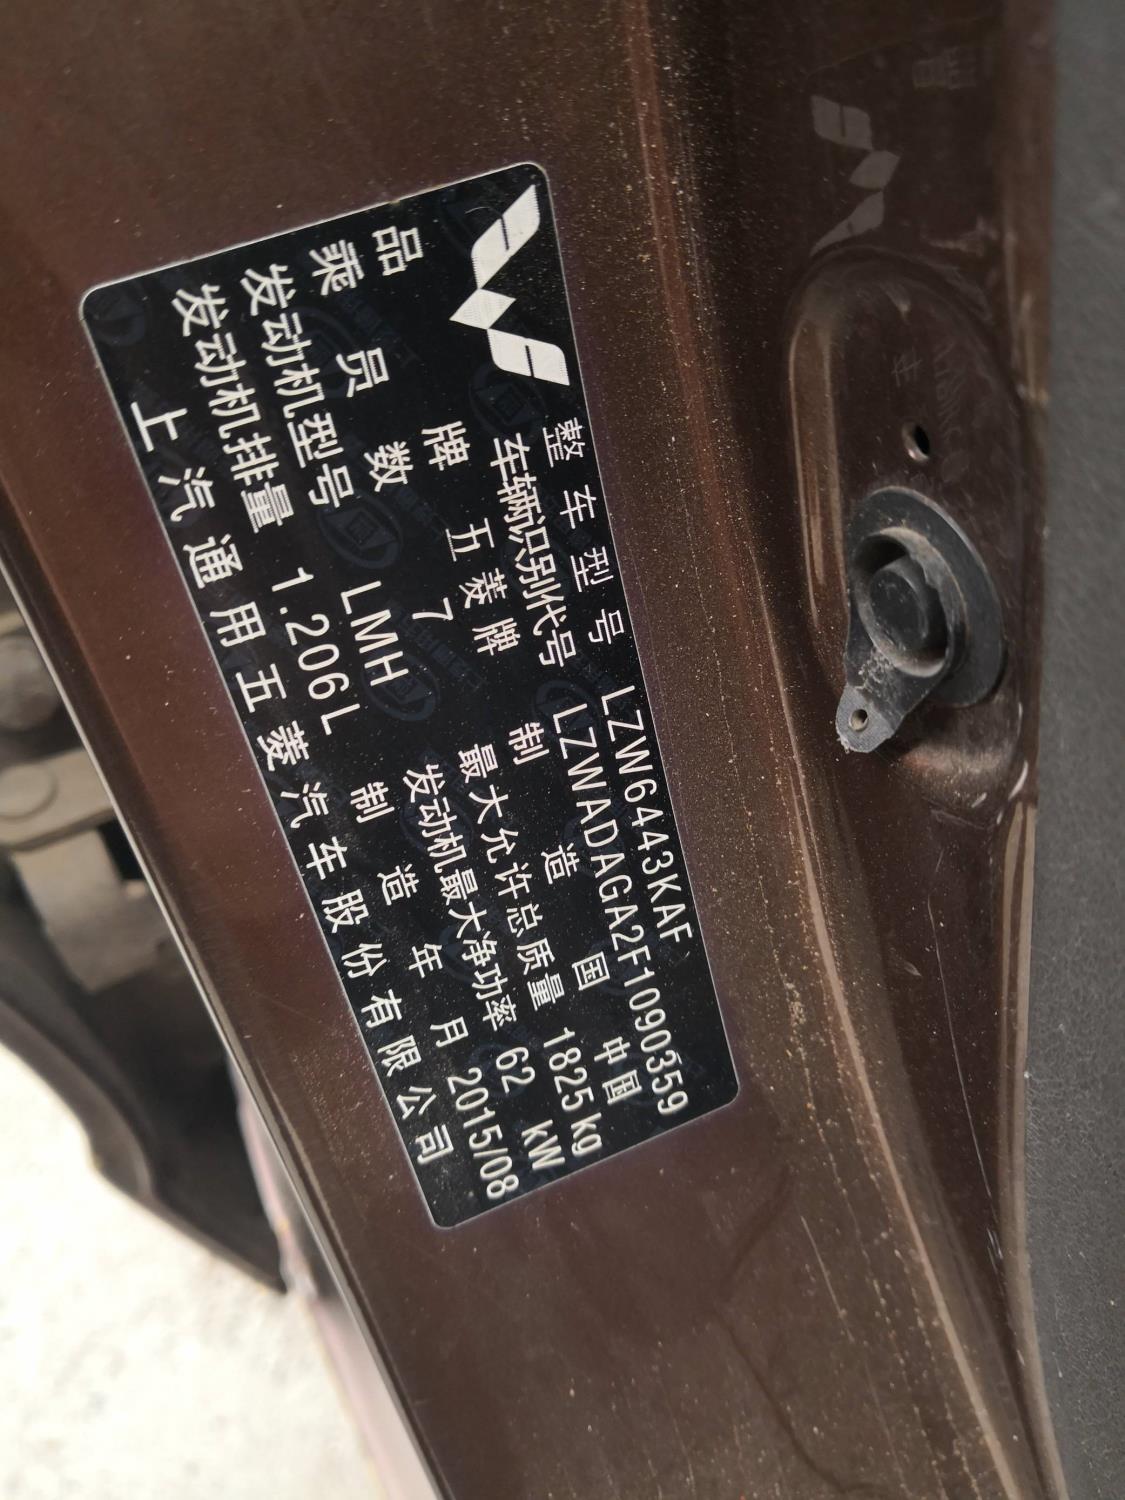 整车型号 LZW6443KAF
车辆识别代号 LZWADAGA2F1090359
品牌 五菱牌 制造国 中国
乘员数 7 最大允许总质量 1825kg
发动机型号 LMH 发动机最大净功率 62 kW
发动机排量 1.206L 制造年月 2015/08
上汽通用五菱汽车股份有限公司